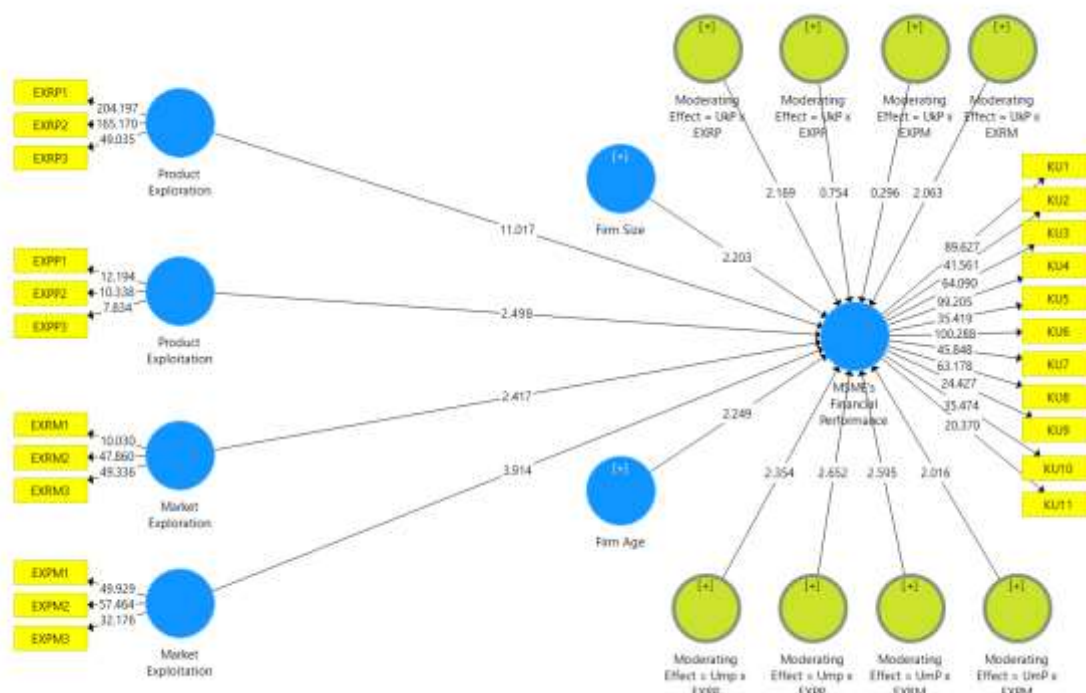 [+]
[+]
[+]
[+]
Moderating
Effect = UkP x
EXRP
Moderating
Effect = UkP x
EXPP
Moderating
Effect = UkP x
EXPM
Moderating
Effect = UkP x
EXRM
EXRP1
EXRP2
EXRP3
204.197
165.170
49.035
Product
Exploration
EXPP1
EXPP2
EXPP3
12.194
10.338
7.834
Product
Exploitation
EXRM1
EXRM2
EXRM3
10.030
47.860
49.336
Market
Exploration
EXPM1
EXPM2
EXPM3
49.929
57.464
32.176
Market
Exploitation
11.017
2.498
2.417
3.914
[+]
Firm Size
2.203
[+]
Firm Age
2.249
2.169
0.754
0.296
2.063
MSME's
Financial
Performance
89.627
41.561
64.090
99.205
35.419
100.288
45.848
63.178
24.427
35.474
20.370
KU1
KU2
KU3
KU4
KU5
KU6
KU7
KU8
KU9
KU10
KU11
2.354
2.652
2.595
2.016
[+]
[+]
[+]
[+]
Moderating
Effect = Ump x
Moderating
Effect = Ump x
Moderating
Effect = UmP x
Moderating
Effect = UmP x